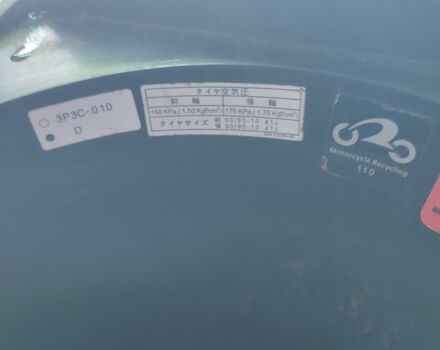 3P3C-010
D
タイヤ空気圧
前 輪 後 輪
150 KPa,(1.50 Kgf/cm²) 175 KPa,(1.75 Kgf/cm²)
タイヤサイズ 前 90/90-10 41J
後 90/90-10 41J
Motorcycle Recycling
110